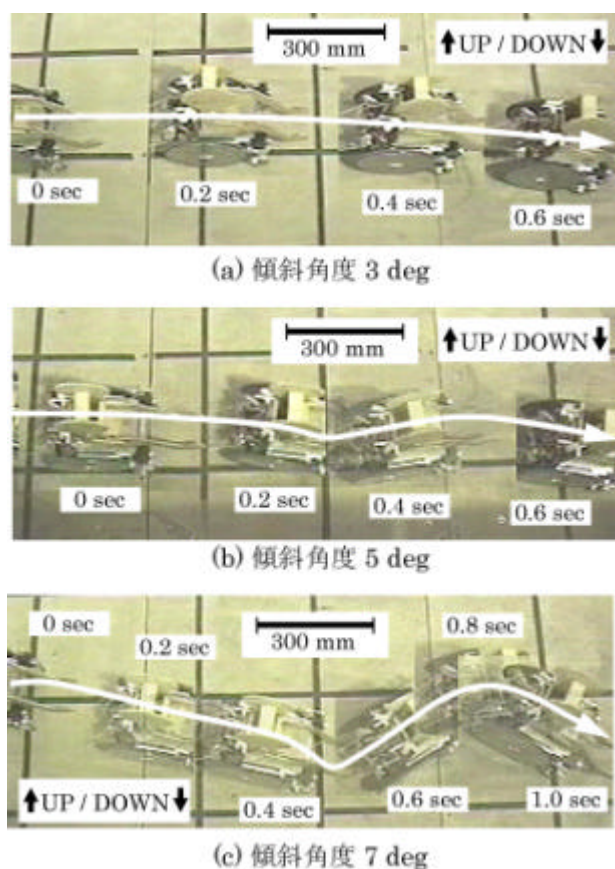 300 mm
↑UP / DOWN↓
0 sec
0.2 sec
0.4 sec
0.6 sec
(a) 傾斜角度 3 deg
300 mm
↑UP / DOWN↓
0 sec
0.2 sec
0.4 sec
0.6 sec
(b) 傾斜角度 5 deg
0 sec
0.2 sec
300 mm
0.8 sec
↑UP / DOWN↓
0.4 sec
0.6 sec
1.0 sec
(c) 傾斜角度 7 deg